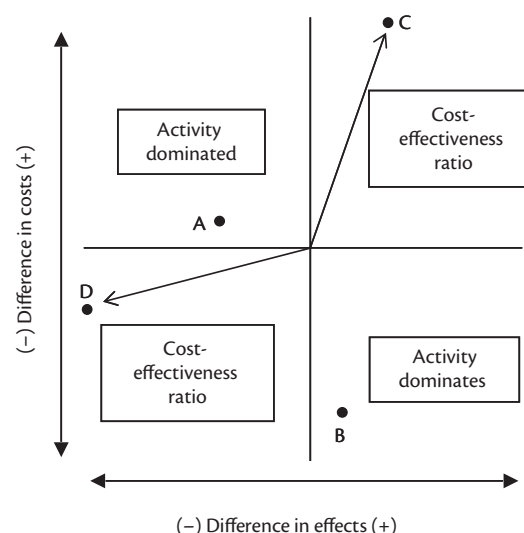 C
Activity
dominated
Cost-
effectiveness
ratio
A
(−) Difference in costs (+)
D
Cost-
effectiveness
ratio
Activity
dominates
B
(−) Difference in effects (+)